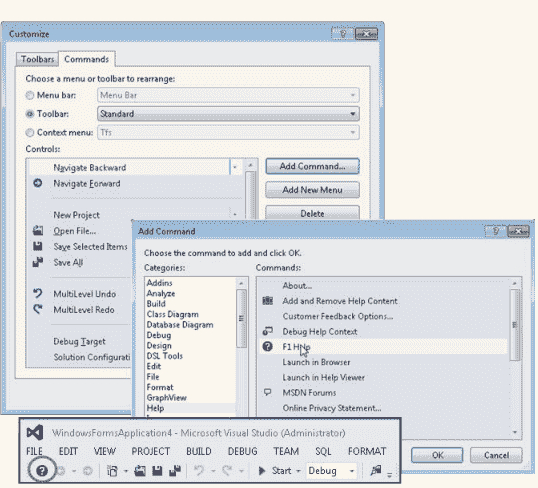 Customize
Toolbars Commands
Choose a menu or toolbar to rearrange:
Menu bar: Menu Bar
Toolbar: Standard
Context menu: Tfs
Controls:
Navigate Backward
Navigate Forward
New Project
Open File...
Save Selected Items
Save All
MultiLevel Undo
MultiLevel Redo
Debug Target
Solution Configurati
Add Command...
Add New Menu
Delete
Add Command
Choose the command to add and click OK.
Categories:
Addins
Analyze
Build
Class Diagram
Database Diagram
Debug
Design
DSL Tools
Edit
File
Format
GraphView
Help
Commands:
About...
Add and Remove Help Content
Customer Feedback Options...
Debug Help Context
F1 Help
Launch in Browser
Launch in Help Viewer
MSDN Forums
Online Privacy Statement...
OK Cancel
WindowsFormsApplication4 - Microsoft Visual Studio (Administrator)
FILE EDIT VIEW PROJECT BUILD DEBUG TEAM SQL FORMAT
Start Debug